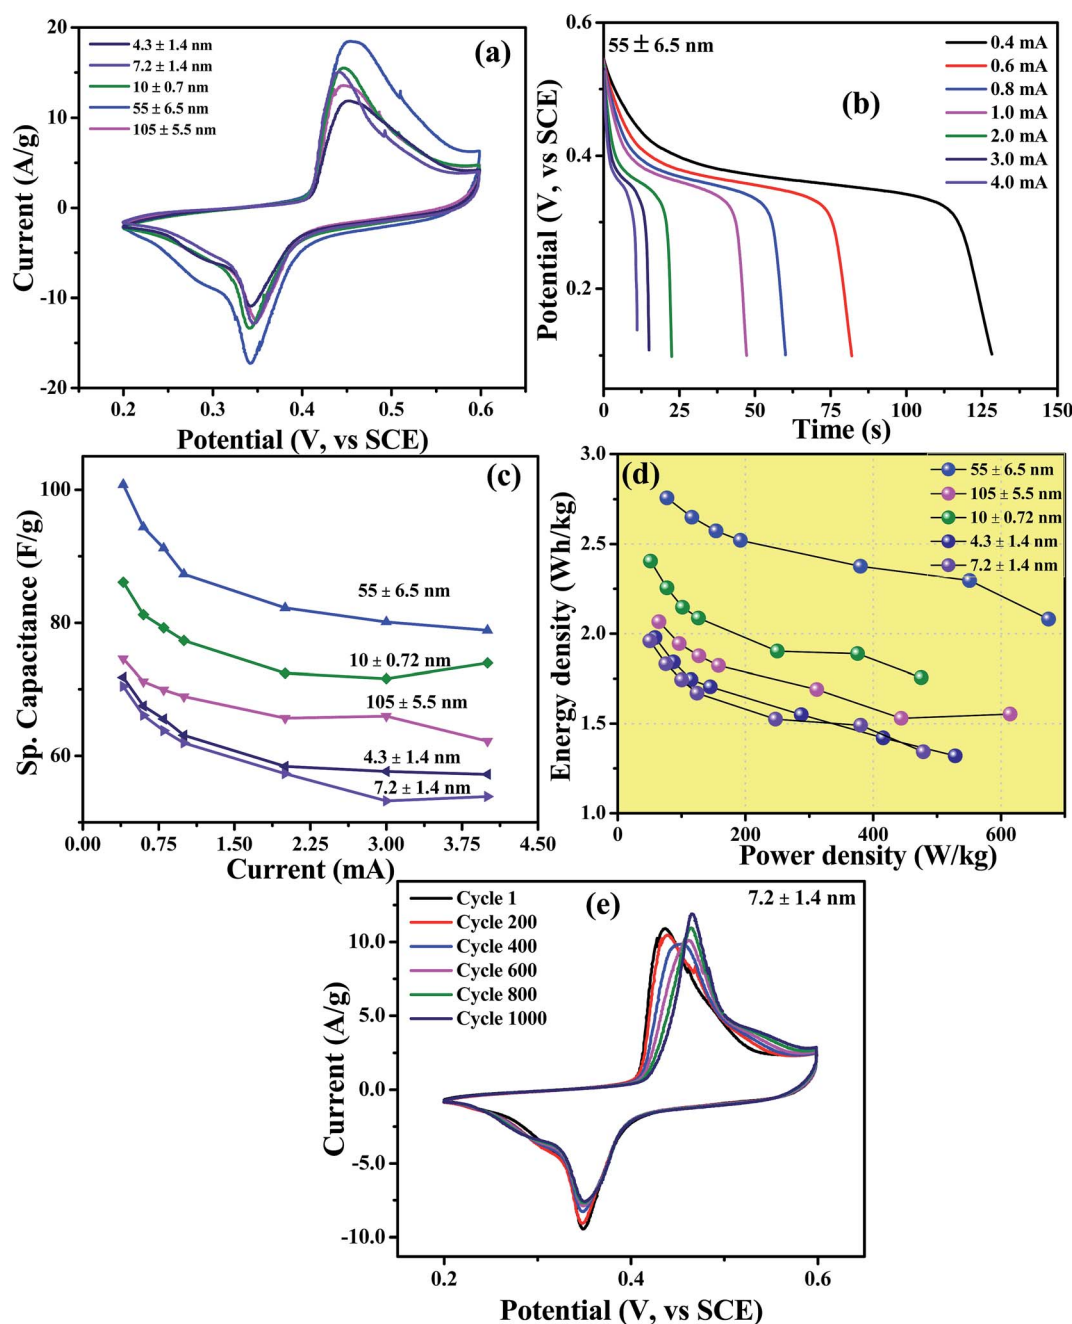 20
10
0
-10
-20
Current (A/g)
4.3 ± 1.4 nm
7.2 ± 1.4 nm
10 ± 0.7 nm
55 ± 6.5 nm
105 ± 5.5 nm
(a)
0.2
0.3
0.4
0.5
0.6
Potential (V, vs SCE)
0.6
0.4
0.2
Potential (V, vs SCE)
55 ± 6.5 nm
(b)
0.4 mA
0.6 mA
0.8 mA
1.0 mA
2.0 mA
3.0 mA
4.0 mA
0
25
50
75
100
125
150
Time (s)
100
80
60
Sp. Capacitance (F/g)
(c)
55 ± 6.5 nm
10 ± 0.72 nm
105 ± 5.5 nm
4.3 ± 1.4 nm
7.2 ± 1.4 nm
0.00
0.75
1.50
2.25
3.00
3.75
4.50
Current (mA)
3.0
2.5
2.0
1.5
1.0
Energy density (Wh/kg)
(d)
55 ± 6.5 nm
105 ± 5.5 nm
10 ± 0.72 nm
4.3 ± 1.4 nm
7.2 ± 1.4 nm
0
200
400
600
Power density (W/kg)
10.0
5.0
0.0
-5.0
-10.0
Current (A/g)
Cycle 1
Cycle 200
Cycle 400
Cycle 600
Cycle 800
Cycle 1000
(e)
7.2 ± 1.4 nm
0.2
0.4
0.6
Potential (V, vs SCE)